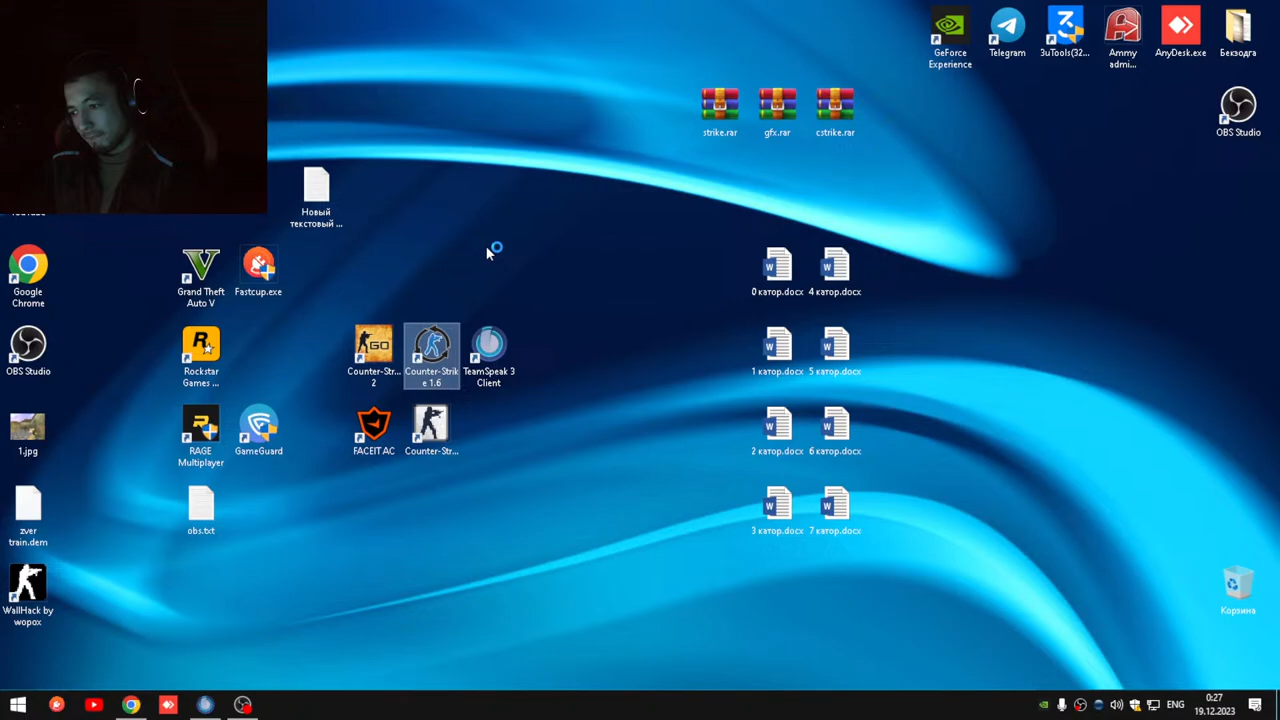 GeForce
Experience
Telegram
3uTools(32...
Ammy
admi...
AnyDesk.exe
Бекзодга
strike.rar
gfx.rar
cstrike.rar
OBS Studio
Новый
текстовый ...
Google
Chrome
Grand Theft
Auto V
Fastcup.exe
0 катор.docx
4 катор.docx
OBS Studio
Rockstar
Games ...
GO
Counter-Str...
2
Counter-Strik
e 1.6
TeamSpeak 3
Client
1 катор.docx
5 катор.docx
1.jpg
RAGE
Multiplayer
GameGuard
FACEIT AC
Counter-Str...
2 катор.docx
6 катор.docx
zver
train.dem
obs.txt
3 катор.docx
7 катор.docx
WallHack by
wopox
Корзина
ENG
0:27
19.12.2023